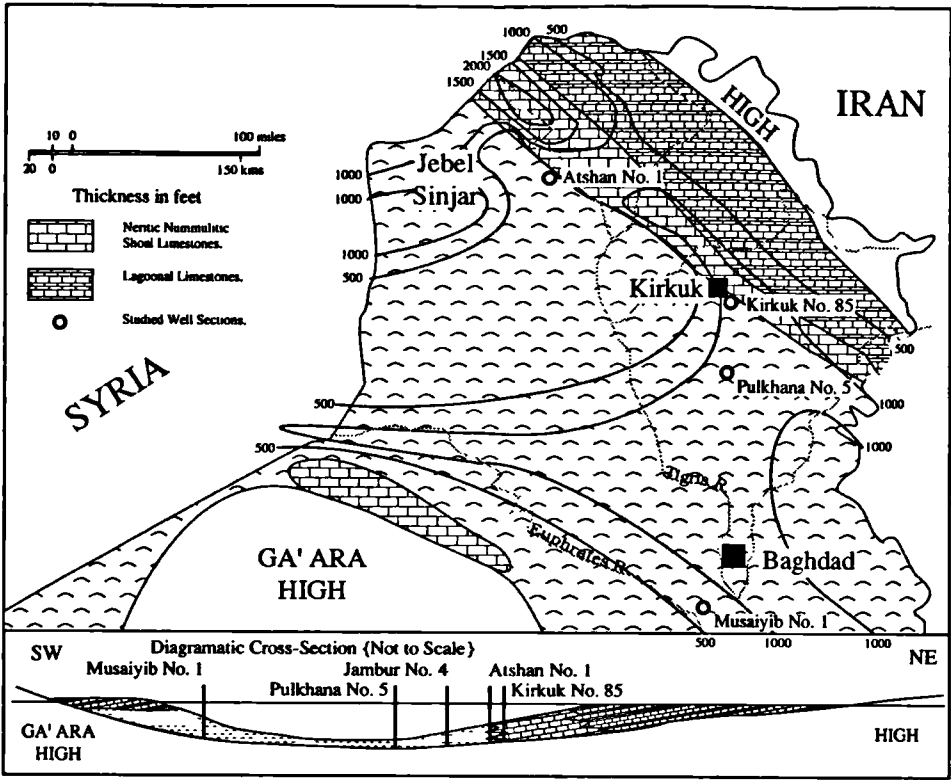 1000 500
1500
2000
1500
HIGH
IRAN
10 0 100 miles
20 0 150 kms
Thickness in feet
Neritic Nummulitic
Shoal Limestones.
Lagoonal Limestones.
Studied Well Sections.
1000
1000
Jebel
Sinjar
Atshan No. 1
1000
500
Kirkuk
Kirkuk No. 85
500
SYRIA
Pulkhana No. 5
500
1000
500
1000
Tigris R.
GA' ARA
HIGH
Euphrates R.
Baghdad
Musaiyib No. 1
500 1000 1000
SW
Diagramatic Cross-Section {Not to Scale}
NE
Musaiyib No. 1
Jambur No. 4
Atshan No. 1
Pulkhana No. 5
Kirkuk No. 85
GA' ARA
HIGH
HIGH